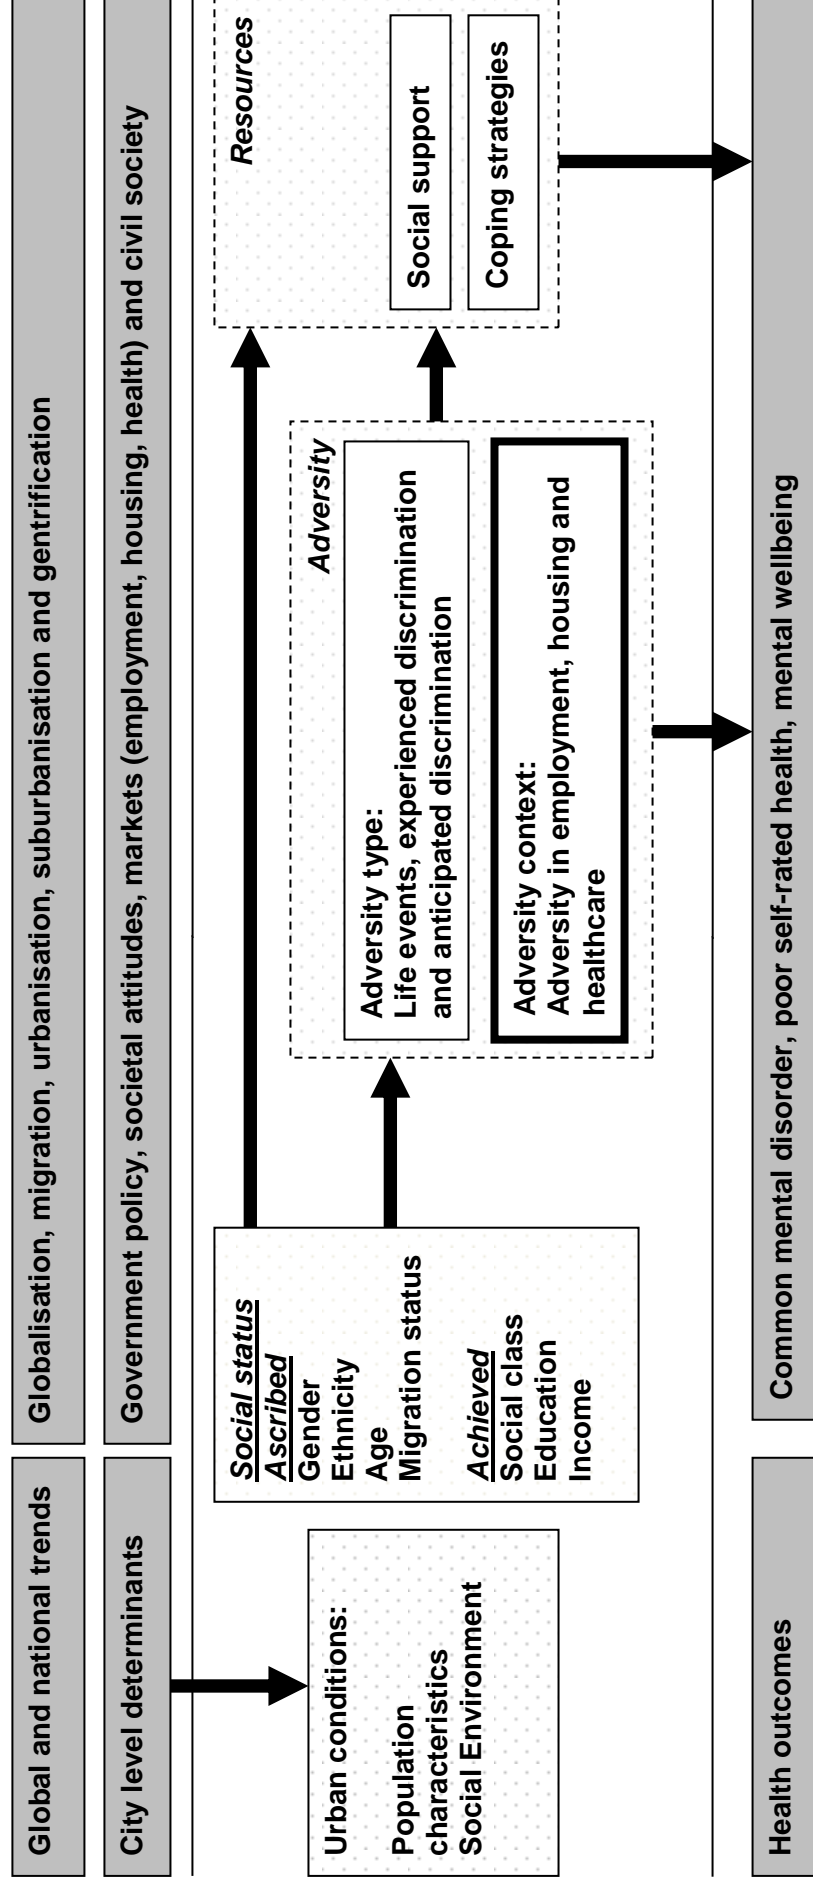 Global and national trends
Globalisation, migration, urbanisation, suburbanisation and gentrification
City level determinants
Government policy, societal attitudes, markets (employment, housing, health) and civil society
Urban conditions:
Population
characteristics
Social Environment
Social status
Ascribed
Gender
Ethnicity
Age
Migration status
Achieved
Social class
Education
Income
Adversity
Adversity type:
Life events, experienced discrimination
and anticipated discrimination
Adversity context:
Adversity in employment, housing and
healthcare
Resources
Social support
Coping strategies
Health outcomes
Common mental disorder, poor self-rated health, mental wellbeing